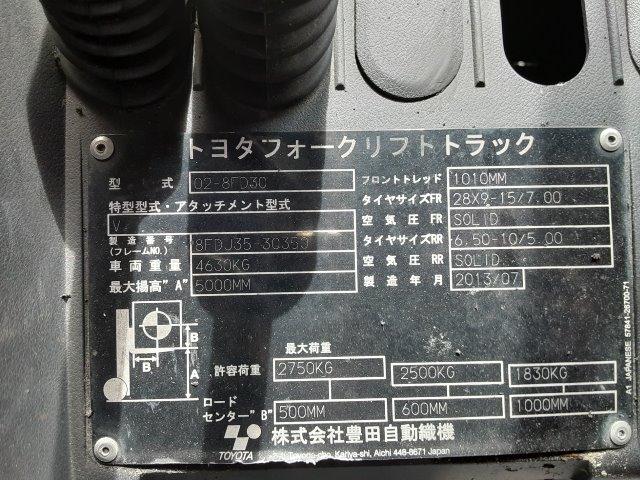 トヨタフォークリフトトラック
型 式 02-8FD30 フロントトレッド 1010MM
特型型式・アタッチメント型式 タイヤサイズFR 28X9-15/7.00
V 空気圧FR SOLID
製造番号 (フレームNO.) 8FDJ35-30350 タイヤサイズRR 6.50-10/5.00
車両重量 4630KG 空気圧RR SOLID
最大揚高"A" 5000MM 製造年月 2013/07
最大荷重
B
B A
許容荷重 2750KG 2500KG 1830KG
ロード
センター"B" 500MM 600MM 1000MM
株式会社豊田自動織機
TOYOTA Toyoda-cho, Kariya-shi, Aichi 448-8671 Japan
A1 JAPANESE 57841-26700-71